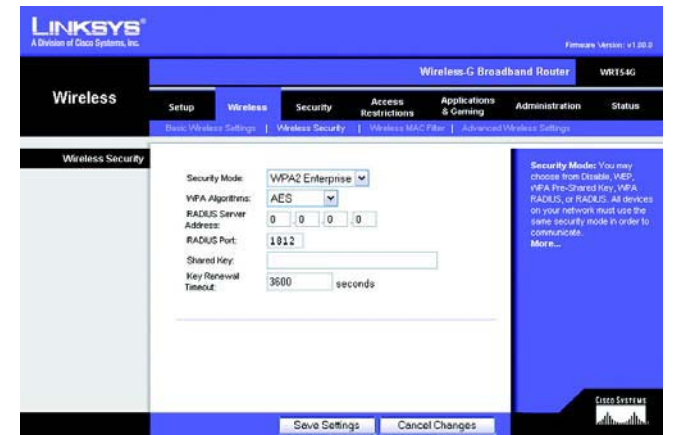 LINKSYS®
A Division of Cisco Systems, Inc.
Firmware Version: v1.00.0
Wireless-G Broadband Router
WRT54G
Wireless
Setup
Wireless
Security
Access Restrictions
Applications & Gaming
Administration
Status
Basic Wireless Settings | Wireless Security | Wireless MAC Filter | Advanced Wireless Settings
Wireless Security
Security Mode: WPA2 Enterprise
WPA Algorithms: AES
RADIUS Server Address: 0 . 0 . 0 . 0
RADIUS Port: 1812
Shared Key:
Key Renewal Timeout: 3600 seconds
Security Mode: You may
choose from Disable, WEP,
WPA Pre-Shared Key, WPA
RADIUS, or RADIUS. All devices
on your network must use the
same security mode in order to
communicate.
More...
Save Settings
Cancel Changes
CISCO SYSTEMS